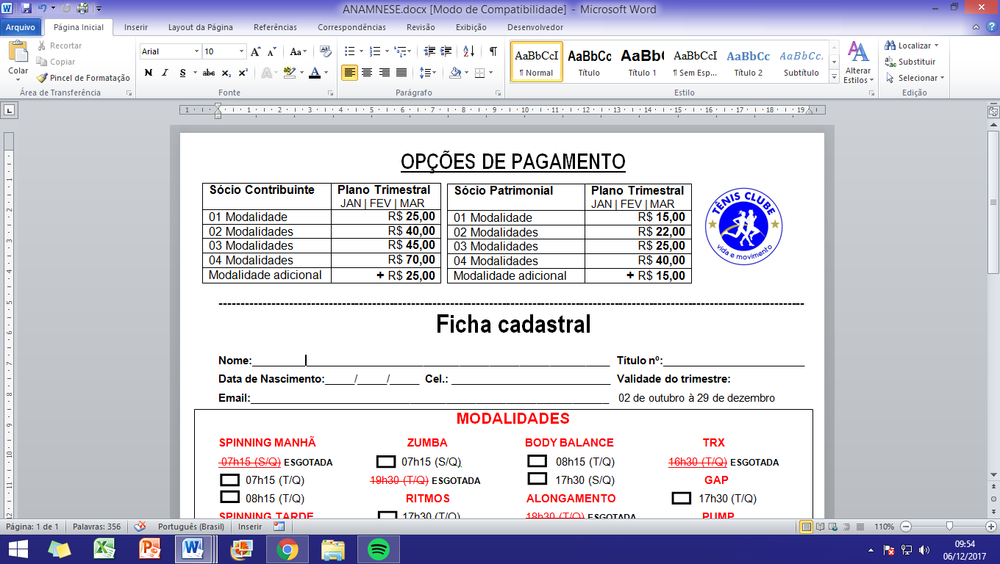 ANAMNESE.docx [Modo de Compatibilidade] - Microsoft Word
Arquivo Página Inicial Inserir Layout da Página Referências Correspondências Revisão Exibição Desenvolvedor
Colar
Recortar
Copiar
Pincel de Formatação
Área de Transferência
Arial 10
N I S abc x₂ x²
Fonte
Parágrafo
AaBbCcI AaBbCc AaBbC AaBbCcI AaBbCc AaBbCc.
¶ Normal Título Título 1 ¶ Sem Esp... Título 2 Subtítulo
Estilo
Alterar Estilos
Localizar
Substituir
Selecionar
Edição
1 1 2 3 4 5 6 7 8 9 10 11 12 13 14 15 16 17 18 19
OPÇÕES DE PAGAMENTO
Sócio Contribuinte Plano Trimestral
JAN | FEV | MAR
01 Modalidade R$ 25,00
02 Modalidades R$ 40,00
03 Modalidades R$ 45,00
04 Modalidades R$ 70,00
Modalidade adicional + R$ 25,00
Sócio Patrimonial Plano Trimestral
JAN | FEV | MAR
01 Modalidade R$ 15,00
02 Modalidades R$ 22,00
03 Modalidades R$ 25,00
04 Modalidades R$ 40,00
Modalidade adicional + R$ 15,00
TÊNIS CLUBE
vida e movimento
Ficha cadastral
Nome:__________ Título nº:__________
Data de Nascimento:_____/_____/_____ Cel.: __________ Validade do trimestre:
Email:__________ 02 de outubro à 29 de dezembro
MODALIDADES
SPINNING MANHÃ ZUMBA BODY BALANCE TRX
07h15 (S/Q) ESGOTADA 07h15 (S/Q) 08h15 (T/Q) 16h30 (T/Q) ESGOTADA
07h15 (T/Q) 19h30 (T/Q) ESGOTADA 17h30 (S/Q) GAP
08h15 (T/Q) RITMOS ALONGAMENTO 17h30 (T/Q)
SPINNING TARDE 17h30 (T/Q) 18h30 (T/Q) ESGOTADA PUMP
Página: 1 de 1 Palavras: 356 Português (Brasil) Inserir 110%
09:54
06/12/2017